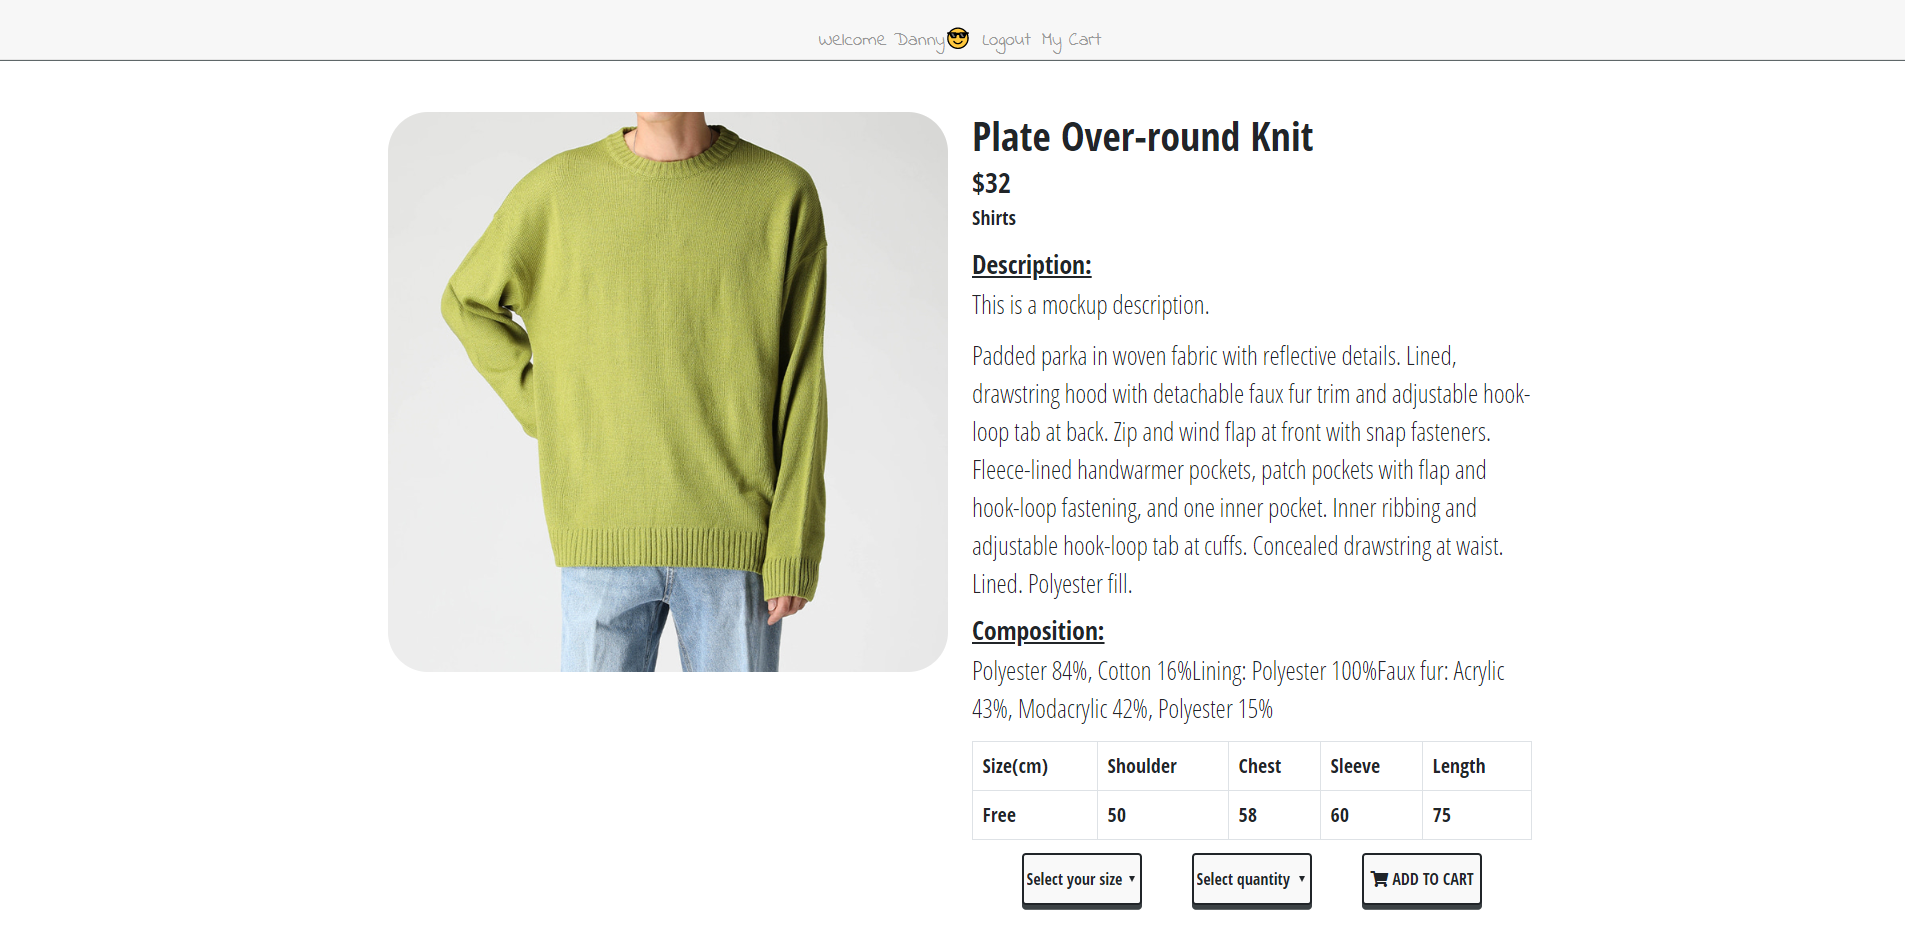 Welcome Danny😎 Logout My Cart
Plate Over-round Knit
$32
Shirts
Description:
This is a mockup description.
Padded parka in woven fabric with reflective details. Lined,
drawstring hood with detachable faux fur trim and adjustable hook-
loop tab at back. Zip and wind flap at front with snap fasteners.
Fleece-lined handwarmer pockets, patch pockets with flap and
hook-loop fastening, and one inner pocket. Inner ribbing and
adjustable hook-loop tab at cuffs. Concealed drawstring at waist.
Lined. Polyester fill.
Composition:
Polyester 84%, Cotton 16%Lining: Polyester 100%Faux fur: Acrylic
43%, Modacrylic 42%, Polyester 15%
Size(cm) Shoulder Chest Sleeve Length
Free 50 58 60 75
Select your size Select quantity ADD TO CART